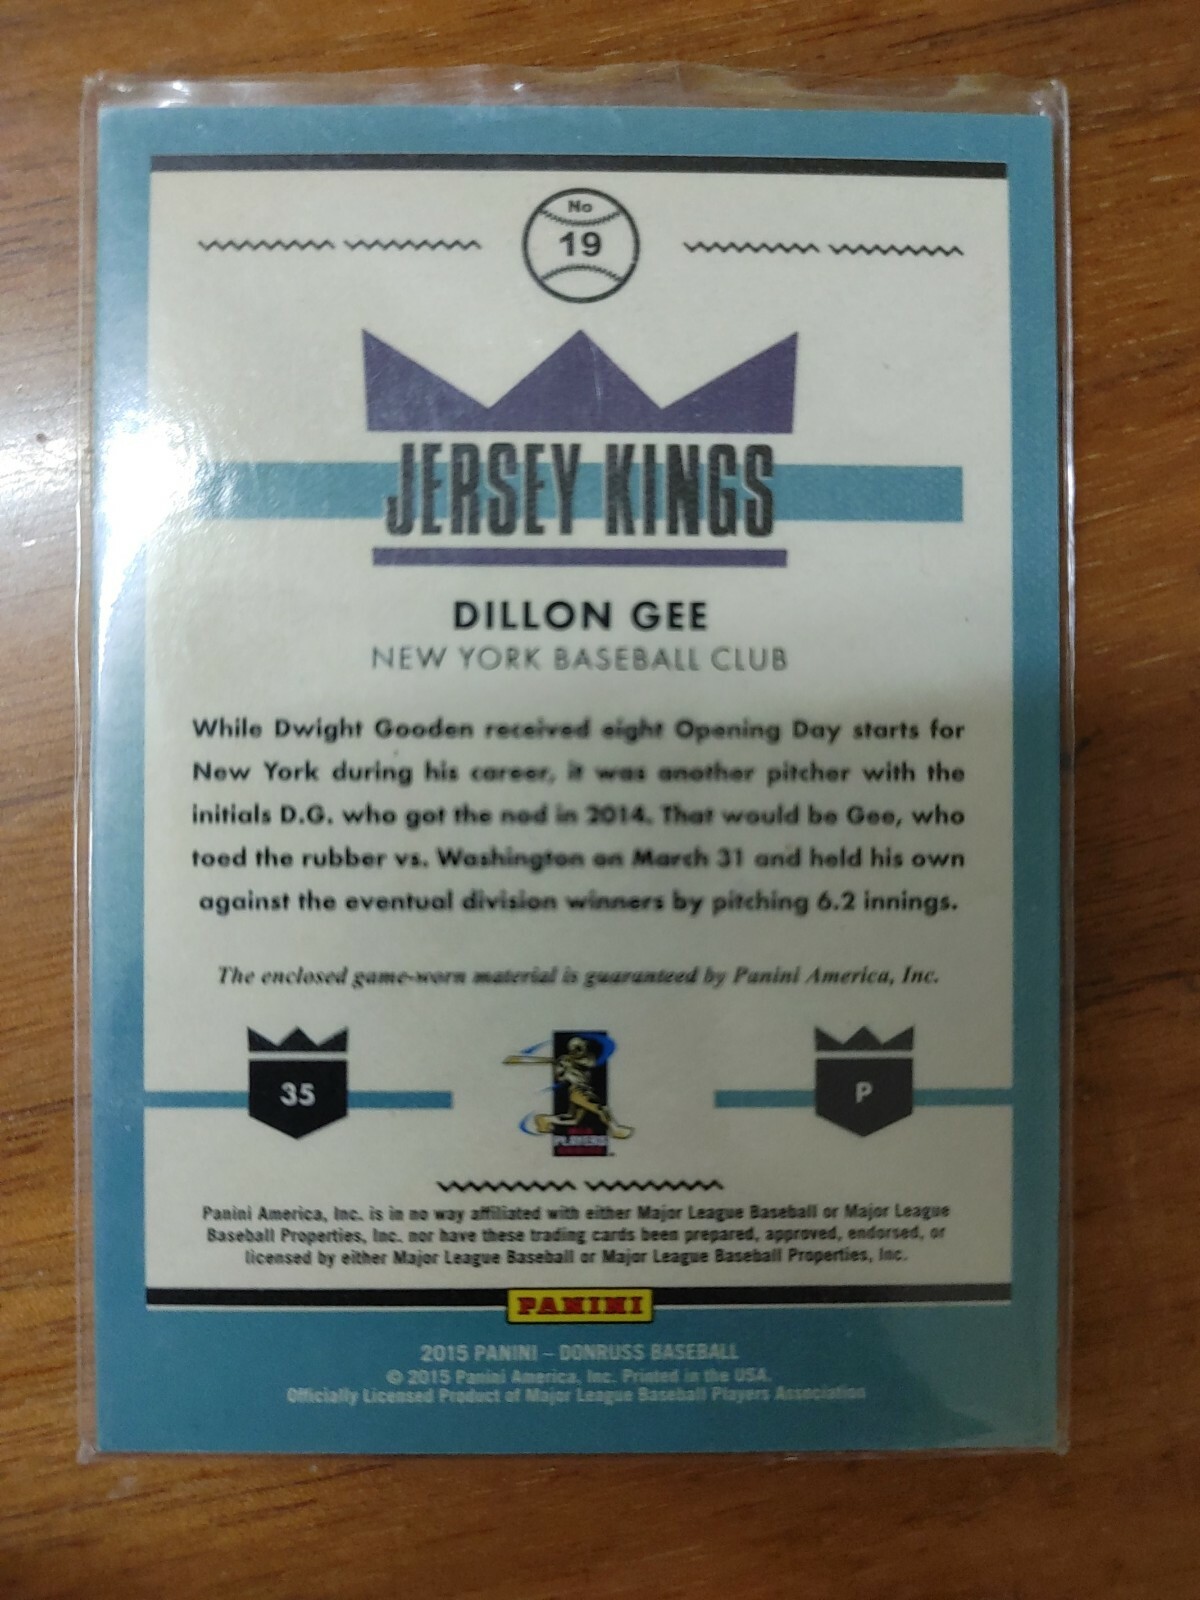 No
19
JERSEY KINGS
DILLON GEE
NEW YORK BASEBALL CLUB
While Dwight Gooden received eight Opening Day starts for
New York during his career, it was another pitcher with the
initials D.G. who got the nod in 2014. That would be Gee, who
toed the rubber vs. Washington on March 31 and held his own
against the eventual division winners by pitching 6.2 innings.
The enclosed game-worn material is guaranteed by Panini America, Inc.
35
P
PLAYERS
Panini America, Inc. is in no way affiliated with either Major League Baseball or Major League
Baseball Properties, Inc. nor have these trading cards been prepared, approved, endorsed, or
licensed by either Major League Baseball or Major League Baseball Properties, Inc.
PANINI
2015 PANINI – DONRUSS BASEBALL
© 2015 Panini America, Inc. Printed in the USA.
Officially Licensed Product of Major League Baseball Players Association